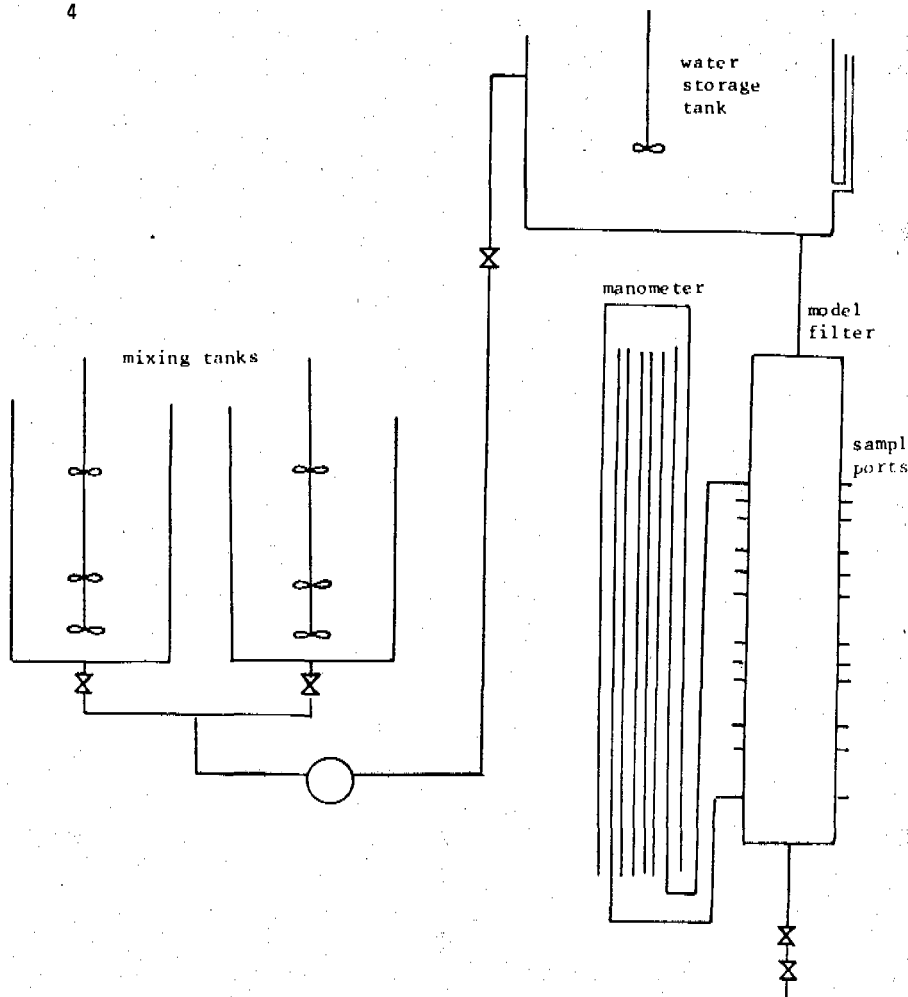 4
water
storage
tank
manometer
model
filter
mixing tanks
sampl
ports